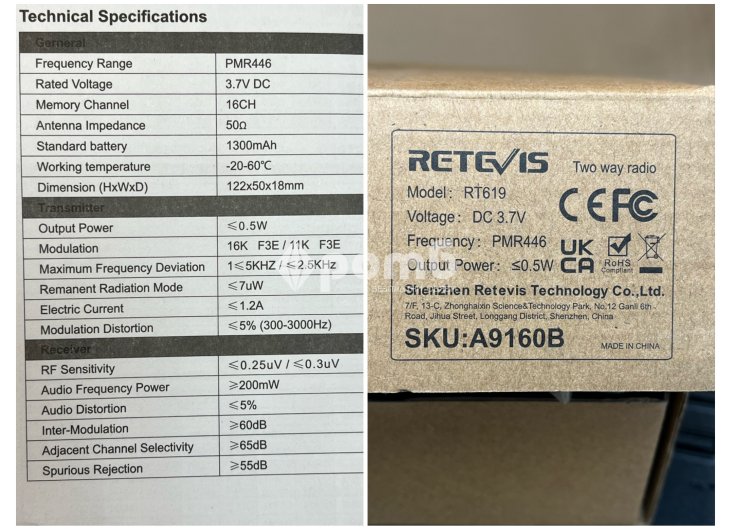 Technical Specifications
Gerneral
Frequency Range PMR446
Rated Voltage 3.7V DC
Memory Channel 16CH
Antenna Impedance 50Ω
Standard battery 1300mAh
Working temperature -20-60℃
Dimension (HxWxD) 122x50x18mm
Transmitter
Output Power ≤0.5W
Modulation 16K F3E / 11K F3E
Maximum Frequency Deviation 1≤5KHZ / ≤2.5Hz
Remanent Radiation Mode ≤7uW
Electric Current ≤1.2A
Modulation Distortion ≤5% (300-3000Hz)
Receiver
RF Sensitivity ≤0.25uV / ≤0.3uV
Audio Frequency Power ≥200mW
Audio Distortion ≤5%
Inter-Modulation ≥60dB
Adjacent Channel Selectivity ≥65dB
Spurious Rejection ≥55dB
RETEVIS Two way radio
Model: RT619
Voltage: DC 3.7V
CE FC
Frequency: PMR446
Output Power: ≤0.5W
UK
CA
RoHS
Compliant
Shenzhen Retevis Technology Co.,Ltd.
7/F, 13-C, Zhonghaixin Science&Technology Park, No.12 Ganli 6th
Road, Jihua Street, Longgang District, Shenzhen, China
SKU:A9160B
MADE IN CHINA
pamb